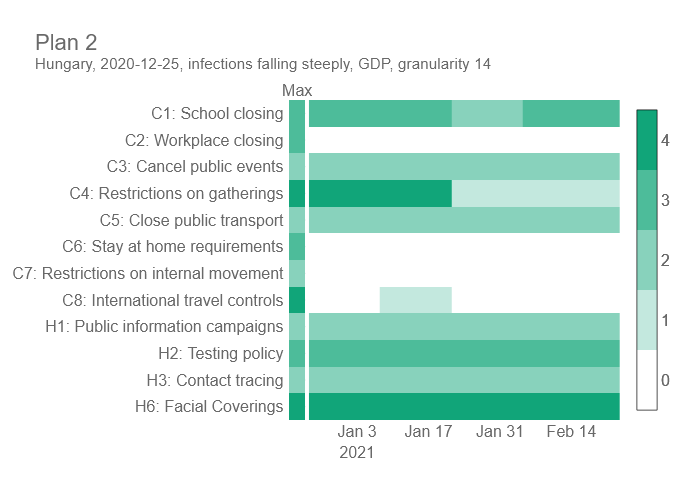 Plan 2
Hungary, 2020-12-25, infections falling steeply, GDP, granularity 14
Max
C1: School closing
C2: Workplace closing
C3: Cancel public events
C4: Restrictions on gatherings
C5: Close public transport
C6: Stay at home requirements
C7: Restrictions on internal movement
C8: International travel controls
H1: Public information campaigns
H2: Testing policy
H3: Contact tracing
H6: Facial Coverings
4
3
2
1
0
Jan 3 Jan 17 Jan 31 Feb 14
2021